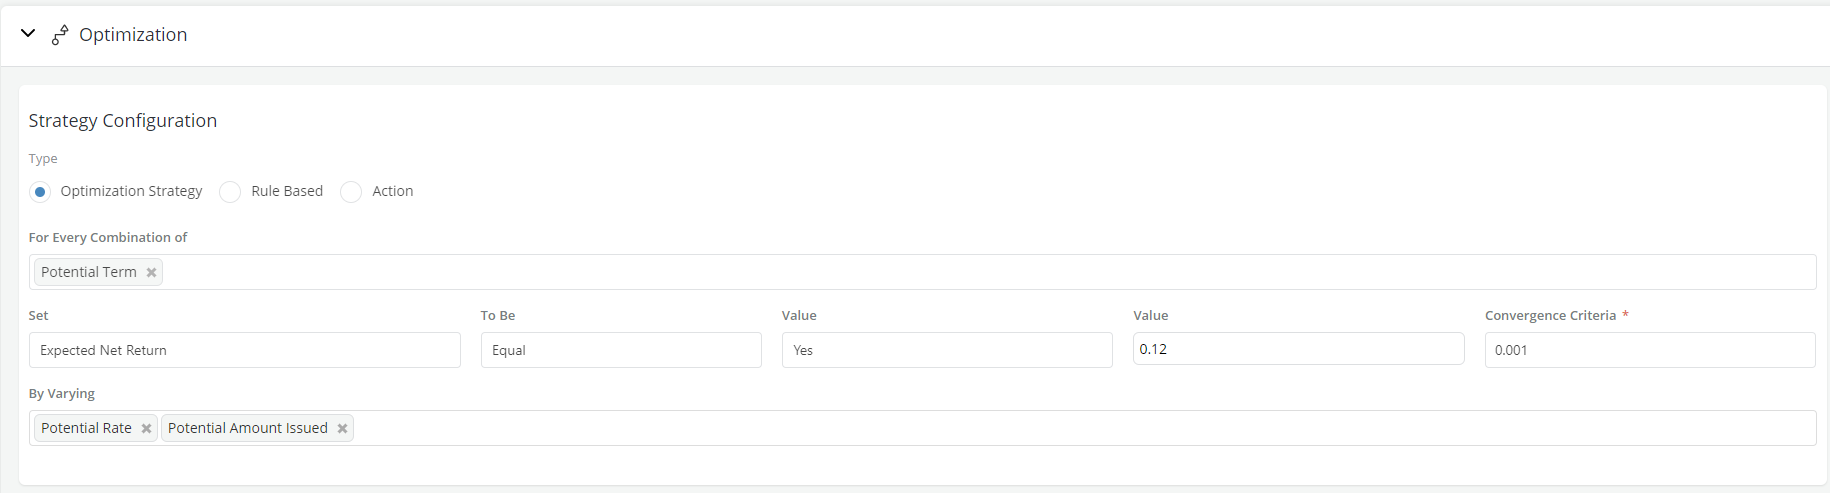 Optimization
Strategy Configuration
Type
Optimization Strategy Rule Based Action
For Every Combination of
Potential Term
Set To Be Value Value Convergence Criteria *
Expected Net Return Equal Yes 0.12 0.001
By Varying
Potential Rate Potential Amount Issued